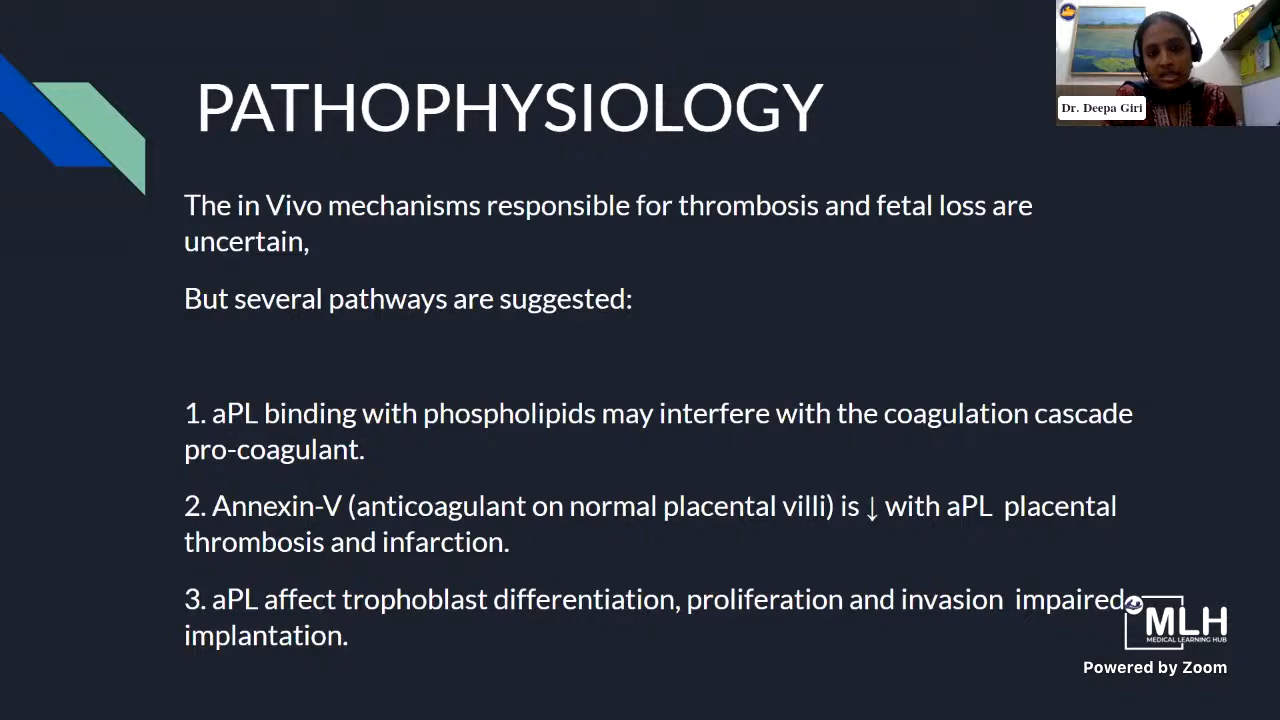 PATHOPHYSIOLOGY
Dr. Deepa Giri
The in Vivo mechanisms responsible for thrombosis and fetal loss are
uncertain,
But several pathways are suggested:
1. aPL binding with phospholipids may interfere with the coagulation cascade
pro-coagulant.
2. Annexin-V (anticoagulant on normal placental villi) is ↓ with aPL  placental
thrombosis and infarction.
3. aPL affect trophoblast differentiation, proliferation and invasion  impaired
implantation.
MLH
MEDICAL LEARNING HUB
Powered by Zoom